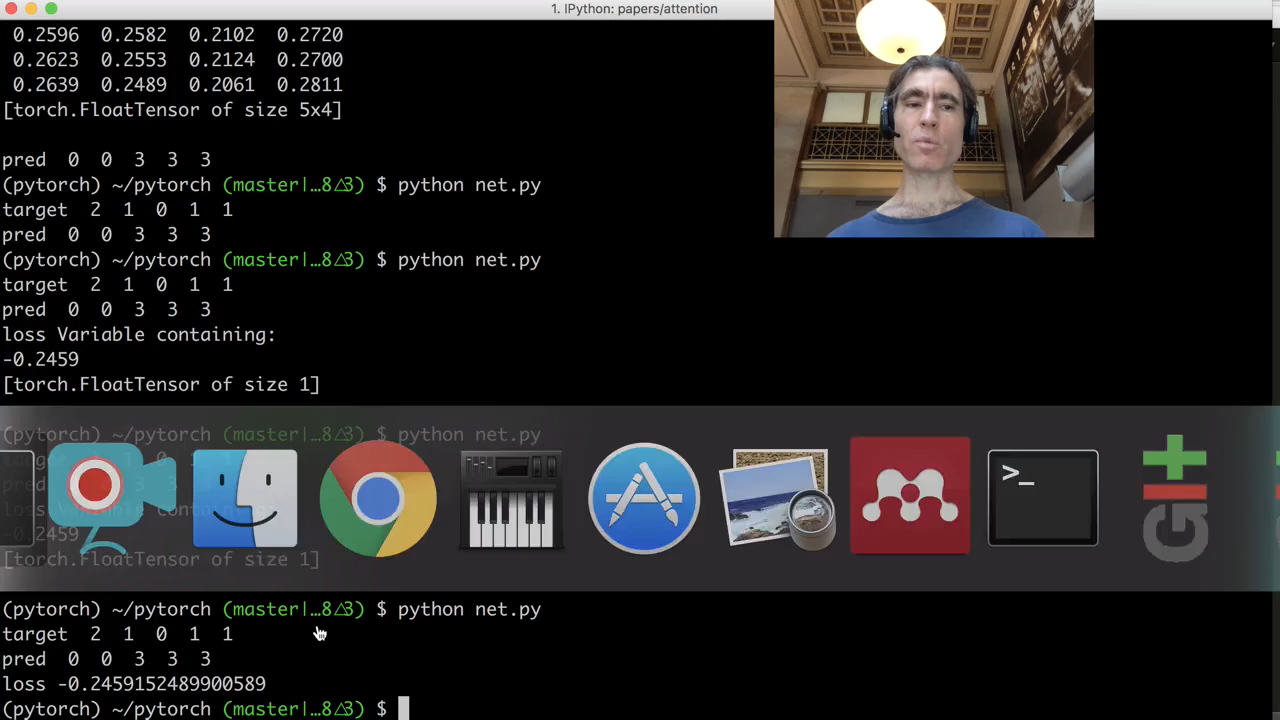 1. IPython: papers/attention
0.2596 0.2582 0.2102 0.2720
0.2623 0.2553 0.2124 0.2700
0.2639 0.2489 0.2061 0.2811
[torch.FloatTensor of size 5x4]
pred 0 0 3 3 3
(pytorch) ~/pytorch (master|…8△3) $ python net.py
target 2 1 0 1 1
pred 0 0 3 3 3
(pytorch) ~/pytorch (master|…8△3) $ python net.py
target 2 1 0 1 1
pred 0 0 3 3 3
loss Variable containing:
-0.2459
[torch.FloatTensor of size 1]
(pytorch) ~/pytorch (master|…8△3) $ python net.py
[torch.FloatTensor of size 1]
>_
Git
(pytorch) ~/pytorch (master|…8△3) $ python net.py
target 2 1 0 1 1
pred 0 0 3 3 3
loss -0.2459152489900589
(pytorch) ~/pytorch (master|…8△3) $